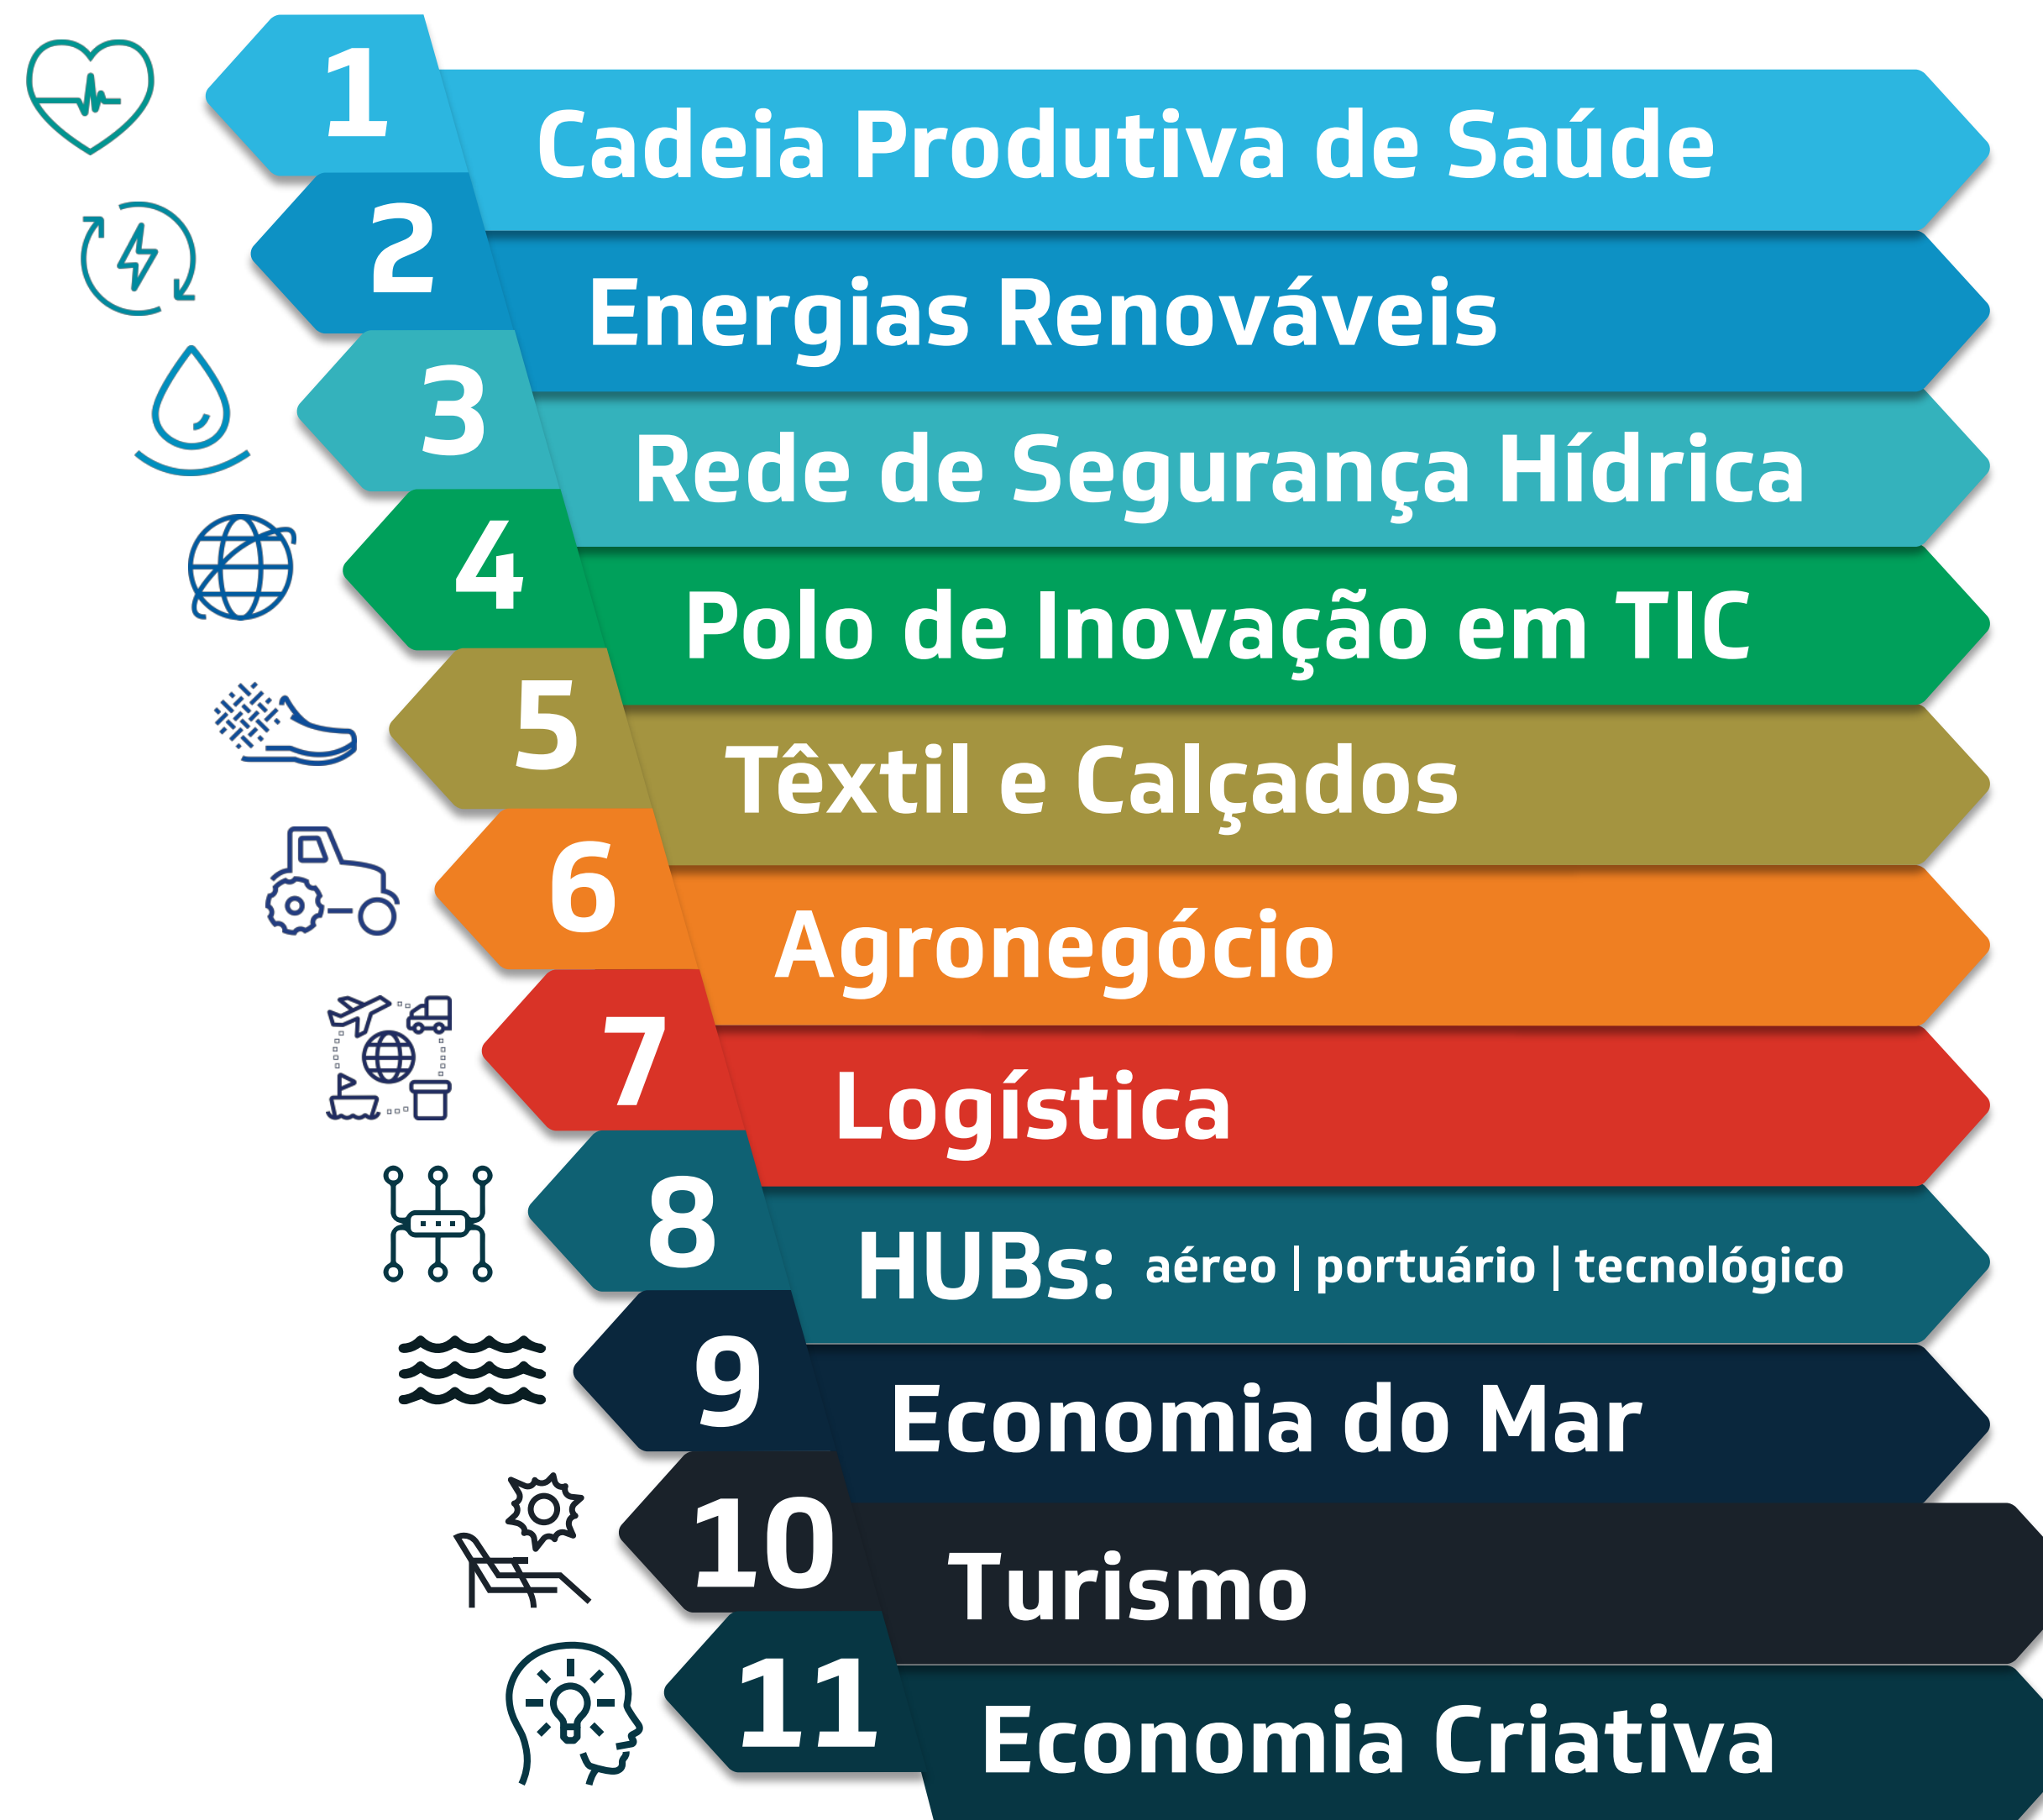 1 Cadeia Produtiva de Saúde
2 Energias Renováveis
3 Rede de Segurança Hídrica
4 Polo de Inovação em TIC
5 Têxtil e Calçados
6 Agronegócio
7 Logística
8 HUBs: aéreo | portuário | tecnológico
9 Economia do Mar
10 Turismo
11 Economia Criativa